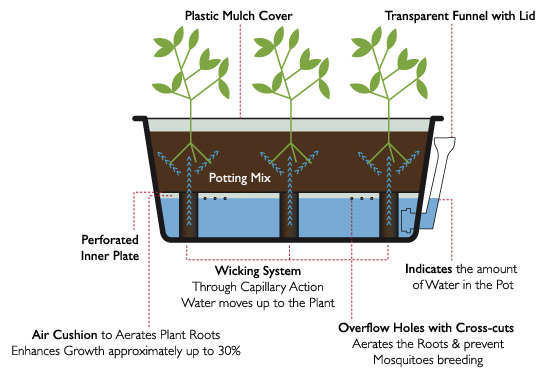 Plastic Mulch Cover
Transparent Funnel with Lid
Potting Mix
Perforated
Inner Plate
Wicking System
Through Capillary Action
Water moves up to the Plant
Indicates the amount
of Water in the Pot
Air Cushion to Aerates Plant Roots
Enhances Growth approximately up to 30%
Overflow Holes with Cross-cuts
Aerates the Roots & prevent
Mosquitoes breeding